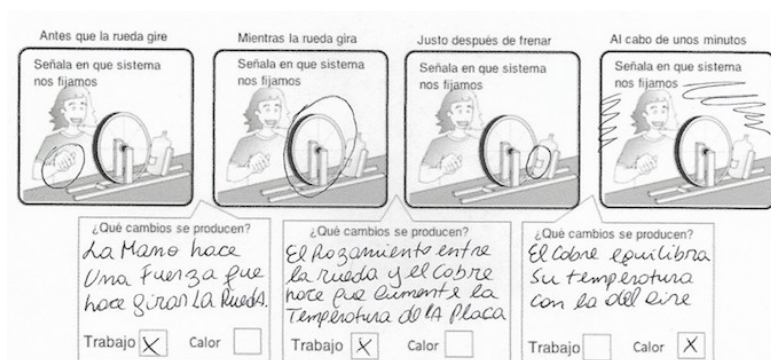 Antes que la rueda gire
Mientras la rueda gira
Justo después de frenar
Al cabo de unos minutos
Señala en que sistema
nos fijamos
Señala en que sistema
nos fijamos
Señala en que sistema
nos fijamos
Señala en que sistema
nos fijamos
¿Qué cambios se producen?
La Mano hace
Una Fuerza que
hace girar La Rueda.
Trabajo X Calor
¿Qué cambios se producen?
El Rozamiento entre
la rueda y el Cobre
hace que aumente la
Temperatura de lA Placa
Trabajo X Calor
¿Qué cambios se producen?
El Cobre equilibra
su temperatura
con la del aire
Trabajo Calor X